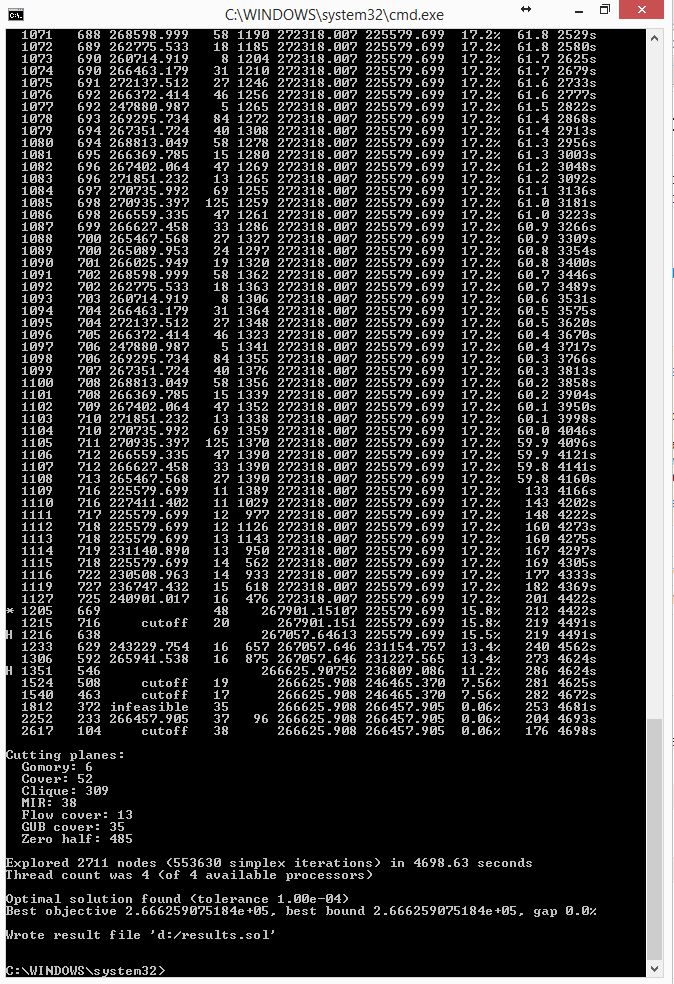 C:\WINDOWS\system32\cmd.exe
1071 688 268598.999 58 1190 272318.007 225579.699 17.2% 61.8 2529s
1072 689 262775.533 18 1185 272318.007 225579.699 17.2% 61.8 2580s
1073 690 260714.919 8 1204 272318.007 225579.699 17.2% 61.7 2625s
1074 690 266463.179 31 1210 272318.007 225579.699 17.2% 61.7 2679s
1075 691 272137.512 27 1246 272318.007 225579.699 17.2% 61.6 2733s
1076 692 266372.414 46 1256 272318.007 225579.699 17.2% 61.6 2777s
1077 692 247880.987 5 1265 272318.007 225579.699 17.2% 61.5 2822s
1078 693 269295.734 84 1272 272318.007 225579.699 17.2% 61.4 2868s
1079 694 267351.724 40 1308 272318.007 225579.699 17.2% 61.4 2913s
1080 694 268813.049 58 1278 272318.007 225579.699 17.2% 61.3 2956s
1081 695 266369.785 15 1280 272318.007 225579.699 17.2% 61.3 3003s
1082 696 267402.064 47 1269 272318.007 225579.699 17.2% 61.2 3048s
1083 696 271851.232 13 1265 272318.007 225579.699 17.2% 61.2 3092s
1084 697 270735.992 69 1255 272318.007 225579.699 17.2% 61.1 3136s
1085 698 270935.397 125 1259 272318.007 225579.699 17.2% 61.0 3181s
1086 698 266559.335 47 1261 272318.007 225579.699 17.2% 61.0 3223s
1087 699 266627.458 33 1286 272318.007 225579.699 17.2% 60.9 3266s
1088 700 265467.568 27 1327 272318.007 225579.699 17.2% 60.9 3309s
1089 700 265089.953 24 1297 272318.007 225579.699 17.2% 60.8 3354s
1090 701 266025.949 19 1320 272318.007 225579.699 17.2% 60.8 3400s
1091 702 268598.999 58 1362 272318.007 225579.699 17.2% 60.7 3446s
1092 702 262775.533 18 1363 272318.007 225579.699 17.2% 60.7 3489s
1093 703 260714.919 8 1306 272318.007 225579.699 17.2% 60.6 3531s
1094 704 266463.179 31 1364 272318.007 225579.699 17.2% 60.5 3575s
1095 704 272137.512 27 1348 272318.007 225579.699 17.2% 60.5 3620s
1096 705 266372.414 46 1323 272318.007 225579.699 17.2% 60.4 3670s
1097 706 247880.987 5 1341 272318.007 225579.699 17.2% 60.4 3717s
1098 706 269295.734 84 1355 272318.007 225579.699 17.2% 60.3 3766s
1099 707 267351.724 40 1376 272318.007 225579.699 17.2% 60.3 3813s
1100 708 268813.049 58 1356 272318.007 225579.699 17.2% 60.2 3858s
1101 708 266369.785 15 1339 272318.007 225579.699 17.2% 60.2 3904s
1102 709 267402.064 47 1352 272318.007 225579.699 17.2% 60.1 3950s
1103 710 271851.232 13 1338 272318.007 225579.699 17.2% 60.1 3998s
1104 710 270735.992 69 1359 272318.007 225579.699 17.2% 60.0 4046s
1105 711 270935.397 125 1370 272318.007 225579.699 17.2% 59.9 4096s
1106 712 266559.335 47 1390 272318.007 225579.699 17.2% 59.9 4121s
1107 712 266627.458 33 1390 272318.007 225579.699 17.2% 59.8 4141s
1108 713 265467.568 27 1390 272318.007 225579.699 17.2% 59.8 4160s
1109 716 225579.699 11 1389 272318.007 225579.699 17.2% 133 4166s
1110 716 227411.402 11 1029 272318.007 225579.699 17.2% 143 4202s
1111 717 225579.699 12 977 272318.007 225579.699 17.2% 148 4222s
1112 718 225579.699 12 1126 272318.007 225579.699 17.2% 160 4273s
1113 718 225579.699 13 1143 272318.007 225579.699 17.2% 160 4275s
1114 719 231140.890 13 950 272318.007 225579.699 17.2% 167 4297s
1115 718 225579.699 14 562 272318.007 225579.699 17.2% 169 4305s
1116 722 230508.963 14 933 272318.007 225579.699 17.2% 177 4333s
1119 727 236747.432 15 618 272318.007 225579.699 17.2% 182 4369s
1127 725 240901.017 16 476 272318.007 225579.699 17.2% 201 4422s
* 1205 669 48 267901.15107 225579.699 15.8% 212 4422s
1215 716 cutoff 20 267901.151 225579.699 15.8% 219 4491s
H 1216 638 267057.64613 225579.699 15.5% 219 4491s
1233 629 243229.754 16 657 267057.646 231154.757 13.4% 240 4562s
1306 592 265941.538 16 875 267057.646 231227.565 13.4% 273 4624s
H 1351 546 266625.90752 236809.086 11.2% 286 4624s
1524 508 cutoff 19 266625.908 246465.370 7.56% 281 4625s
1540 463 cutoff 17 266625.908 246465.370 7.56% 282 4672s
1812 372 infeasible 35 266625.908 266457.905 0.06% 253 4681s
2252 233 266457.905 37 96 266625.908 266457.905 0.06% 204 4693s
2617 104 cutoff 38 266625.908 266457.905 0.06% 176 4698s
Cutting planes:
Gomory: 6
Cover: 52
Clique: 309
MIR: 38
Flow cover: 13
GUB cover: 35
Zero half: 485
Explored 2711 nodes (553630 simplex iterations) in 4698.63 seconds
Thread count was 4 (of 4 available processors)
Optimal solution found (tolerance 1.00e-04)
Best objective 2.666259075184e+05, best bound 2.666259075184e+05, gap 0.0%
Wrote result file 'd:/results.sol'
C:\WINDOWS\system32>